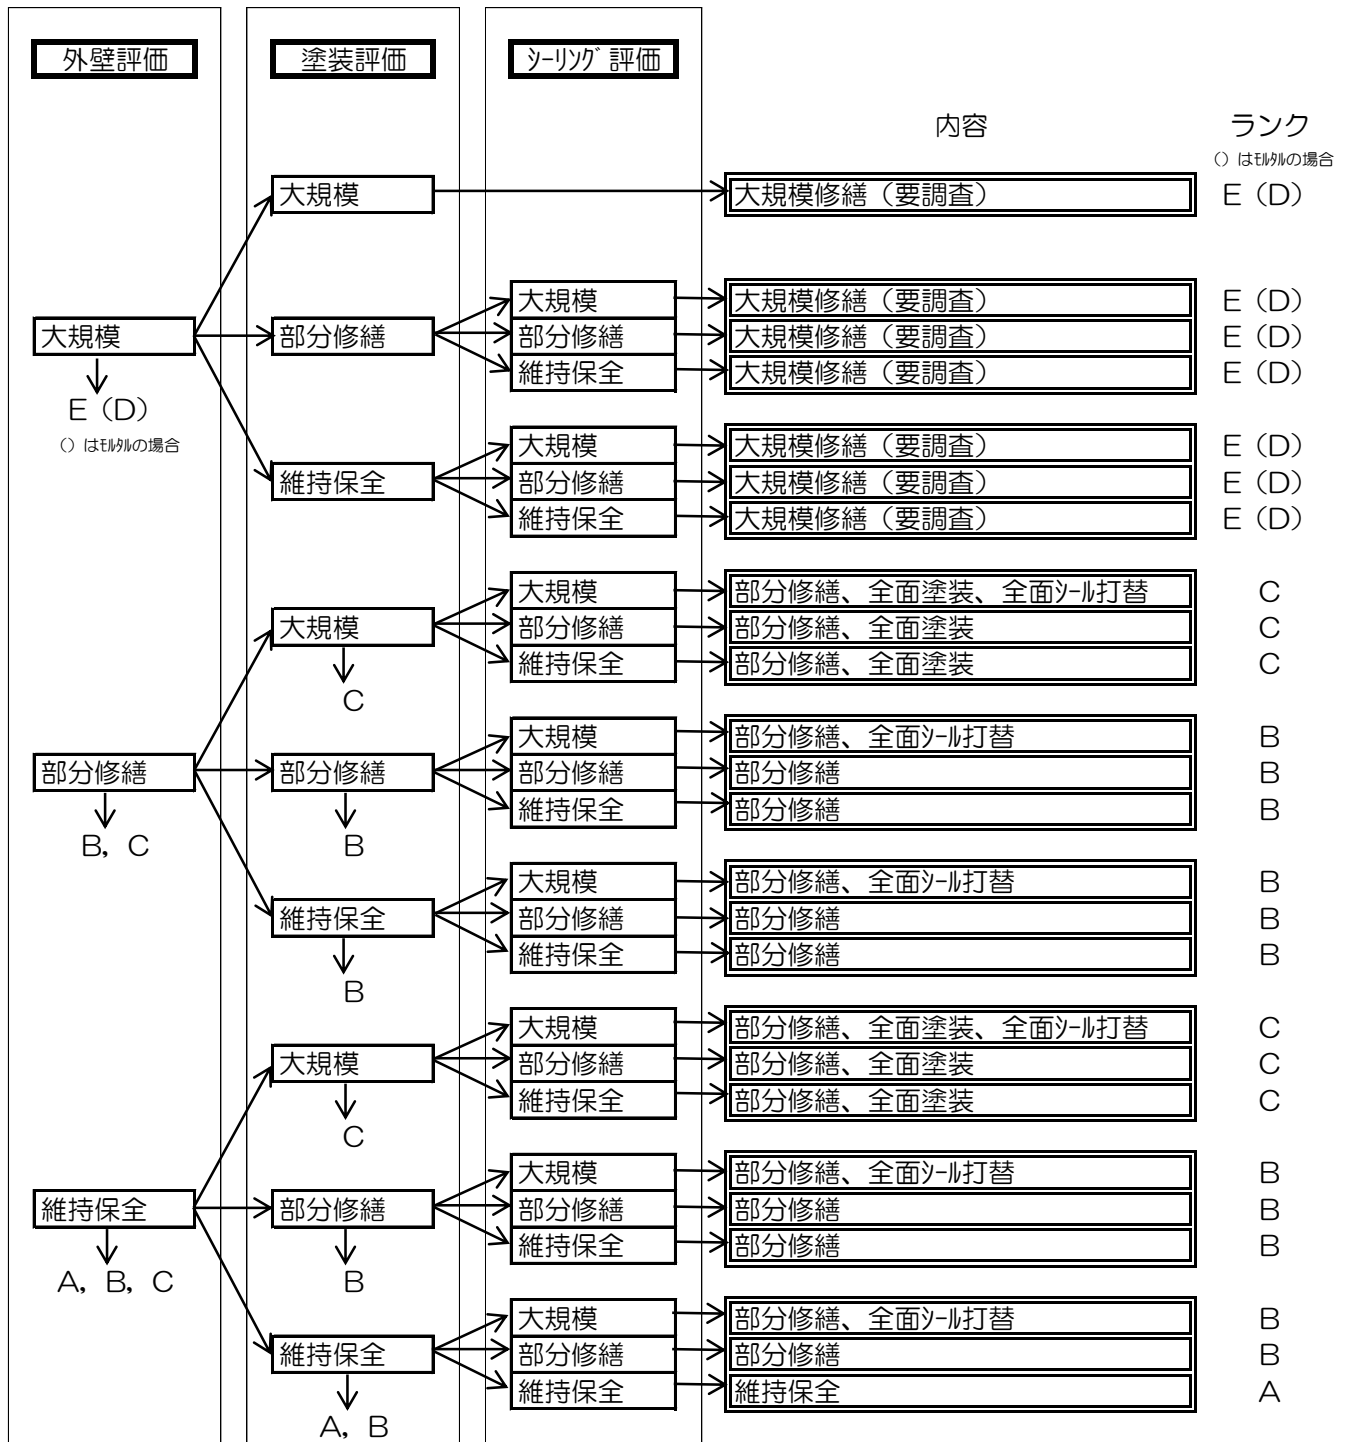 外壁評価 塗装評価 ｼｰﾘﾝｸﾞ評価
内容 ランク
（）はﾓﾙﾀﾙの場合
大規模 大規模修繕（要調査） E（D）
大規模 大規模修繕（要調査） E（D）
大規模 部分修繕 部分修繕 大規模修繕（要調査） E（D）
維持保全 大規模修繕（要調査） E（D）
E（D）
（）はﾓﾙﾀﾙの場合
大規模 大規模修繕（要調査） E（D）
維持保全 部分修繕 大規模修繕（要調査） E（D）
維持保全 大規模修繕（要調査） E（D）
大規模 部分修繕、全面塗装、全面ｼｰﾙ打替 C
大規模 部分修繕 部分修繕、全面塗装 C
維持保全 部分修繕、全面塗装 C
C
大規模 部分修繕、全面ｼｰﾙ打替 B
部分修繕 部分修繕 部分修繕 部分修繕 B
維持保全 部分修繕 B
B，C B
大規模 部分修繕、全面ｼｰﾙ打替 B
維持保全 部分修繕 部分修繕 B
維持保全 部分修繕 B
B
大規模 部分修繕、全面塗装、全面ｼｰﾙ打替 C
大規模 部分修繕 部分修繕、全面塗装 C
維持保全 部分修繕、全面塗装 C
C
大規模 部分修繕、全面ｼｰﾙ打替 B
維持保全 部分修繕 部分修繕 部分修繕 B
維持保全 部分修繕 B
A，B，C B
大規模 部分修繕、全面ｼｰﾙ打替 B
維持保全 部分修繕 部分修繕 B
維持保全 維持保全 A
A，B